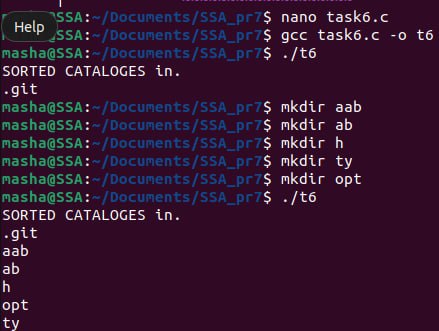 masha@SSA:~/Documents/SSA_pr7$ nano task6.c
Help
~/Documents/SSA_pr7$ gcc task6.c -o t6
masha@SSA:~/Documents/SSA_pr7$ ./t6
SORTED CATALOGES in.
.git
masha@SSA:~/Documents/SSA_pr7$ mkdir aab
masha@SSA:~/Documents/SSA_pr7$ mkdir ab
masha@SSA:~/Documents/SSA_pr7$ mkdir h
masha@SSA:~/Documents/SSA_pr7$ mkdir ty
masha@SSA:~/Documents/SSA_pr7$ mkdir opt
masha@SSA:~/Documents/SSA_pr7$ ./t6
SORTED CATALOGES in.
.git
aab
ab
h
opt
ty